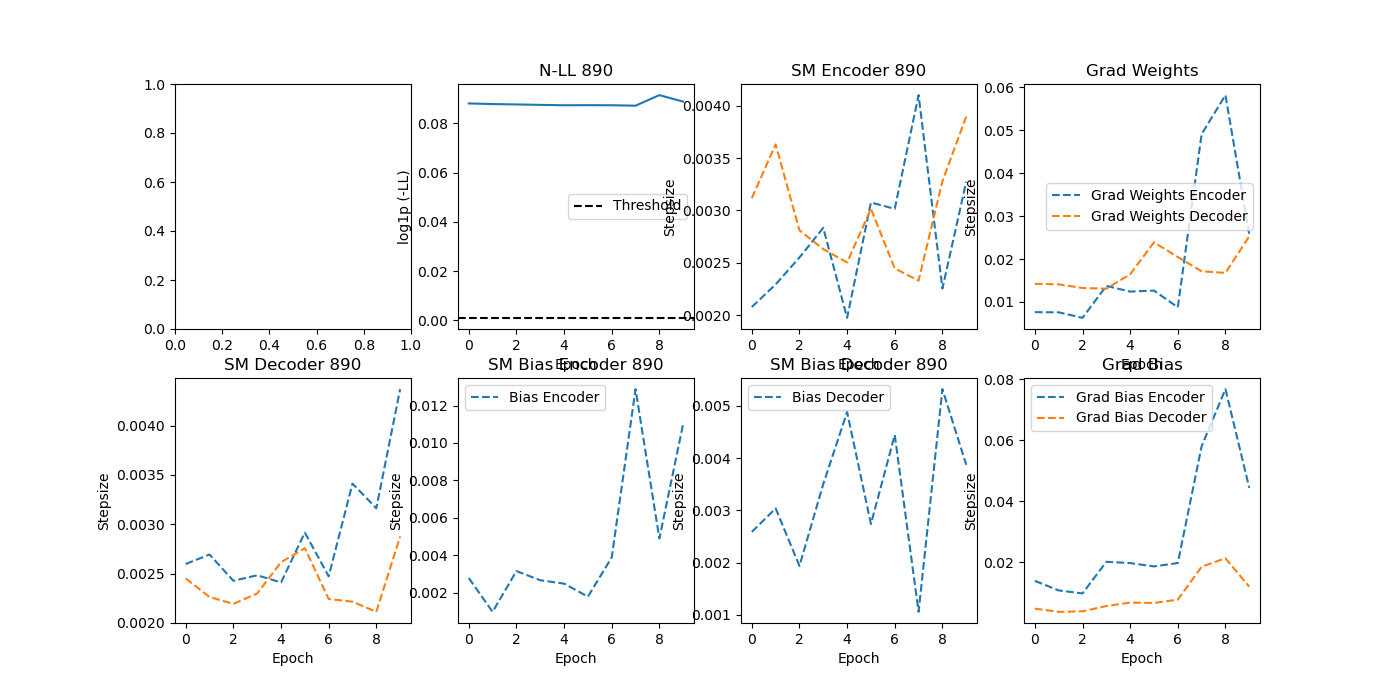 N-LL 890
SM Encoder 890
Grad Weights
1.0
0.8
0.6
0.4
0.2
0.0
0.0 0.2 0.4 0.6 0.8 1.0
log1p (-LL)
0.08
0.06
0.04
0.02
0.00
Threshold
0 2 4 6 8
Epoch
Stepsize
0.0040
0.0035
0.0030
0.0025
0.0020
0 2 4 6 8
Epoch
Stepsize
0.06
0.05
0.04
0.03
0.02
0.01
Grad Weights Encoder
Grad Weights Decoder
0 2 4 6 8
Epoch
SM Decoder 890
SM Bias Encoder 890
SM Bias Decoder 890
Grad Bias
Stepsize
0.0040
0.0035
0.0030
0.0025
0.0020
0 2 4 6 8
Epoch
Stepsize
0.012
0.010
0.008
0.006
0.004
0.002
Bias Encoder
0 2 4 6 8
Epoch
Stepsize
0.005
0.004
0.003
0.002
0.001
Bias Decoder
0 2 4 6 8
Epoch
Stepsize
0.08
0.06
0.04
0.02
Grad Bias Encoder
Grad Bias Decoder
0 2 4 6 8
Epoch